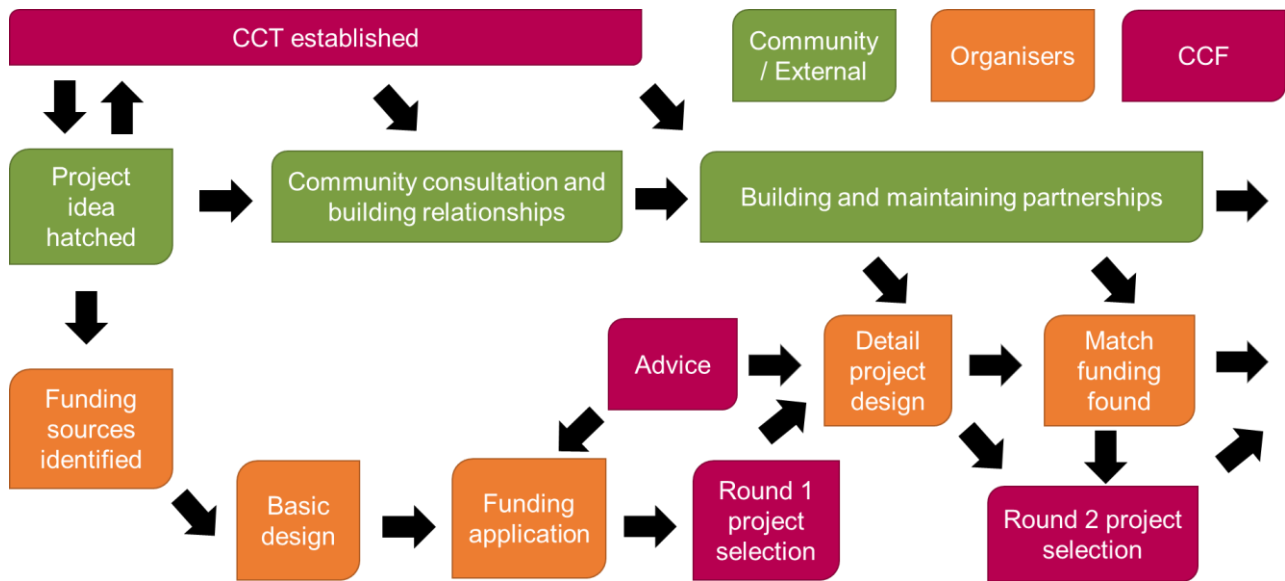 CCT established
Community
/ External
Organisers
CCF
Project
idea
hatched
Community consultation and
building relationships
Building and maintaining partnerships
Funding
sources
identified
Advice
Detail
project
design
Match
funding
found
Basic
design
Funding
application
Round 1
project
selection
Round 2 project
selection